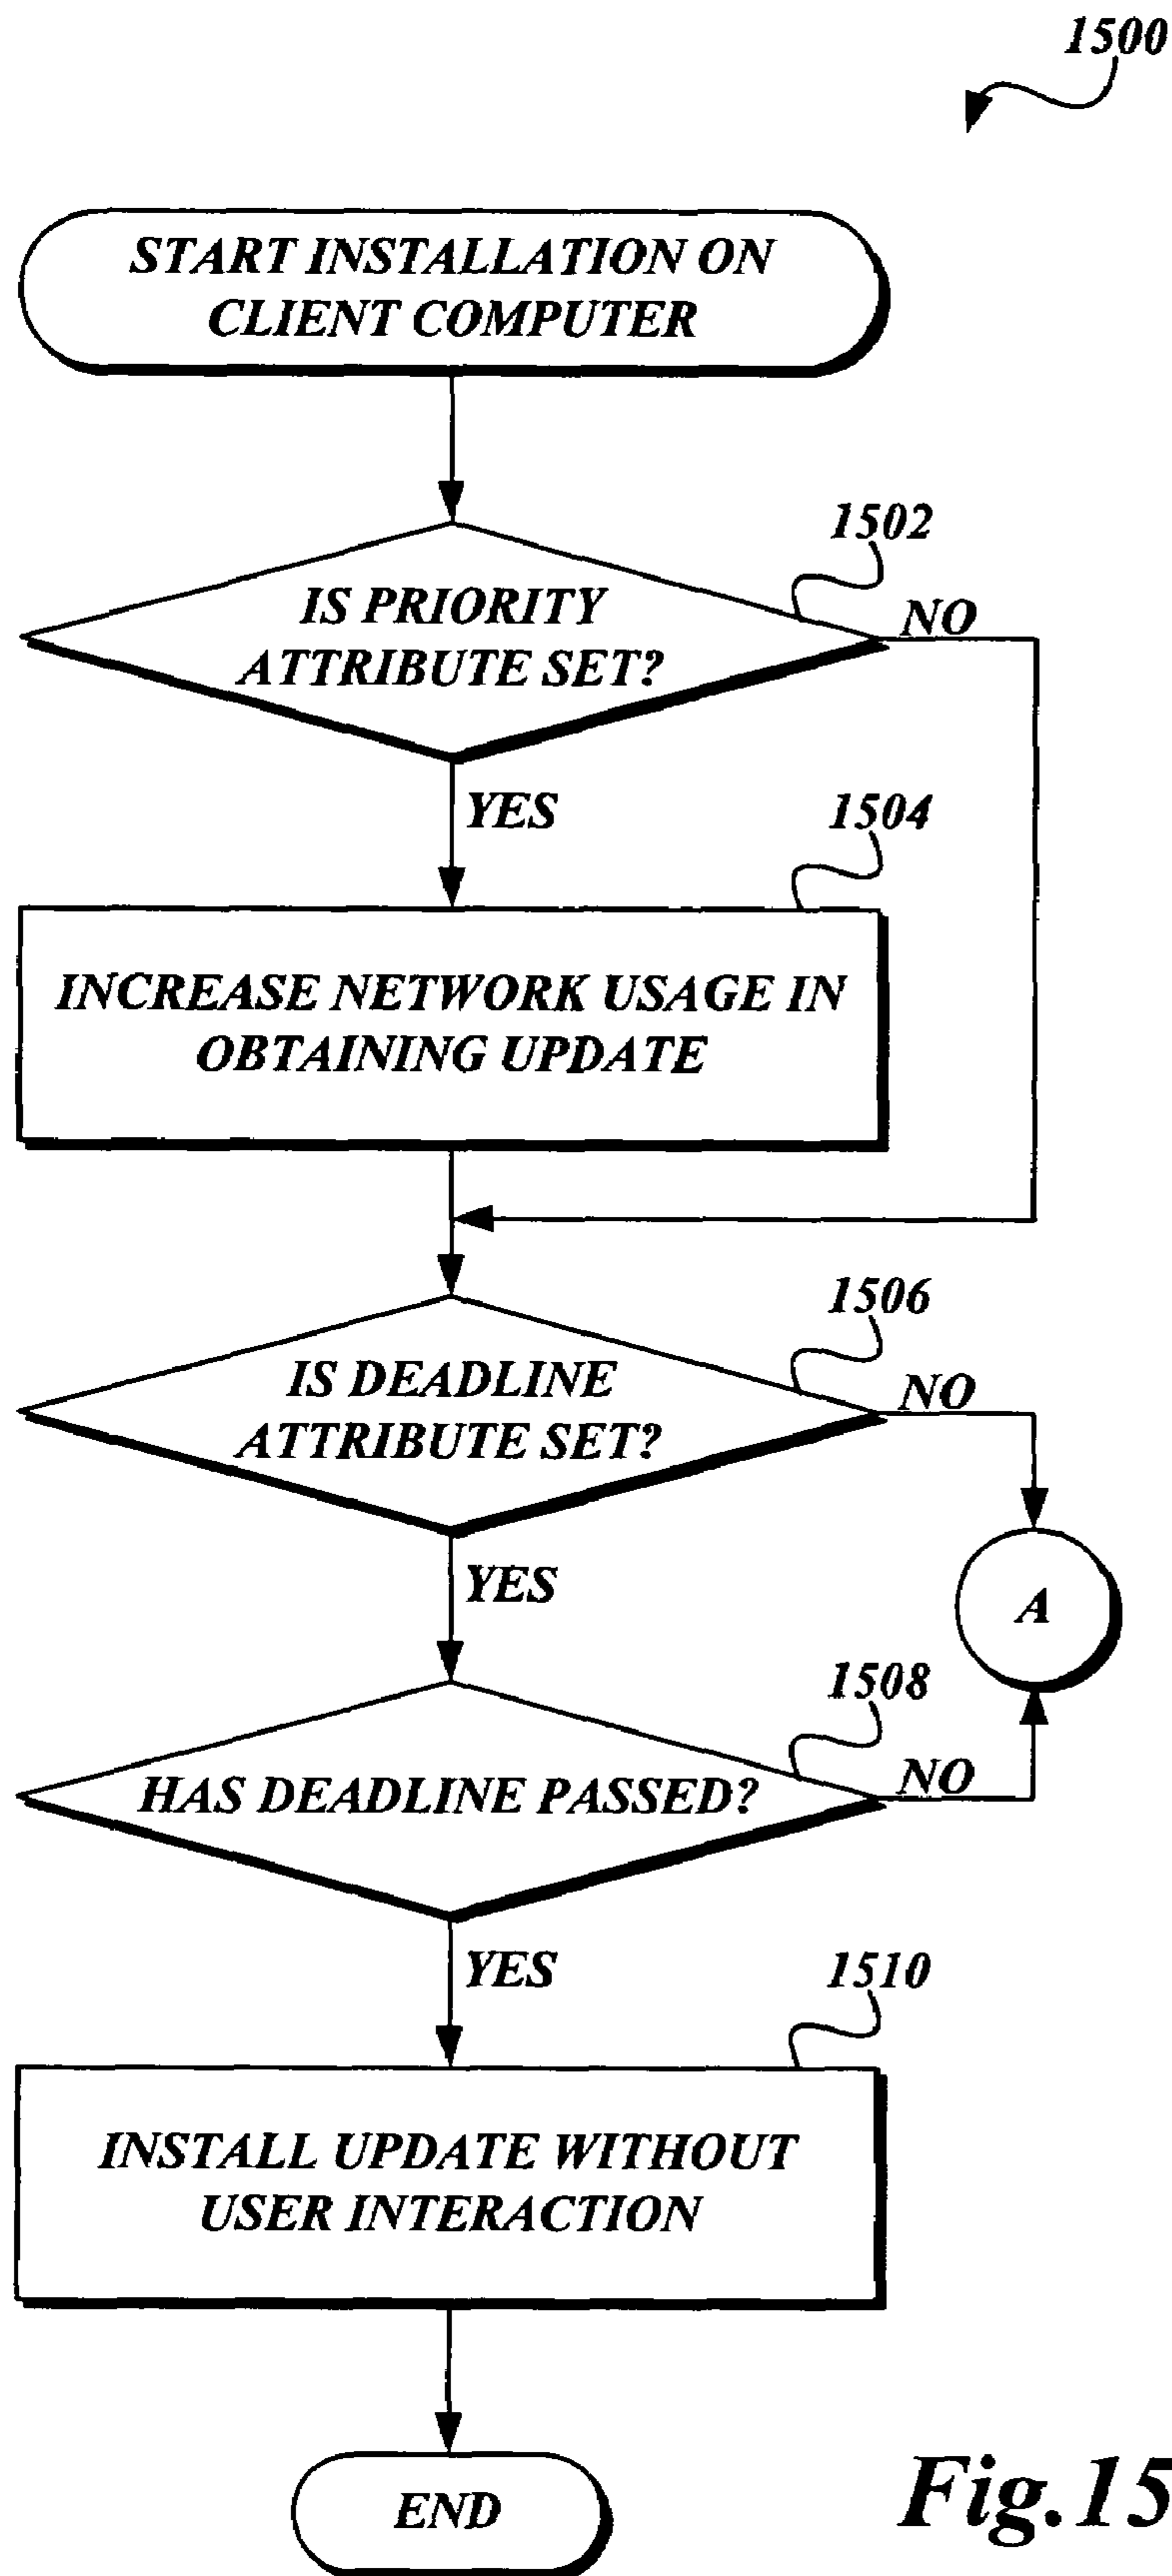 1500
START INSTALLATION ON
CLIENT COMPUTER
1502
IS PRIORITY
ATTRIBUTE SET?
NO
YES
1504
INCREASE NETWORK USAGE IN
OBTAINING UPDATE
1506
IS DEADLINE
ATTRIBUTE SET?
NO
YES
A
1508
HAS DEADLINE PASSED?
NO
YES
1510
INSTALL UPDATE WITHOUT
USER INTERACTION
END
Fig.15